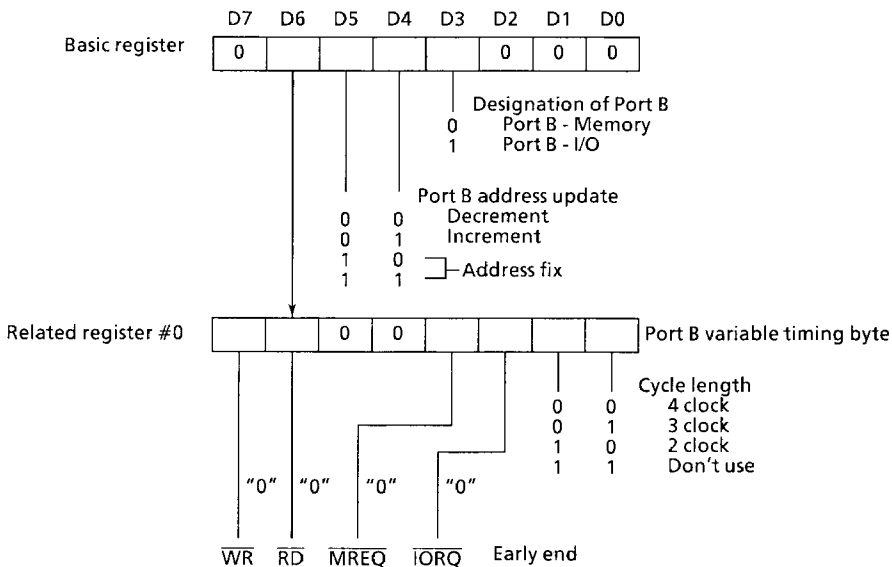 D7 D6 D5 D4 D3 D2 D1 D0
Basic register 0 0 0 0
Designation of Port B
0 Port B - Memory
1 Port B - I/O
Port B address update
0 0 Decrement
0 1 Increment
1 0
Address fix
1 1
Related register #0 0 0 Port B variable timing byte
Cycle length
0 0 4 clock
0 1 3 clock
1 0 2 clock
1 1 Don't use
"0" "0" "0" "0"
WR RD MREQ IORQ Early end